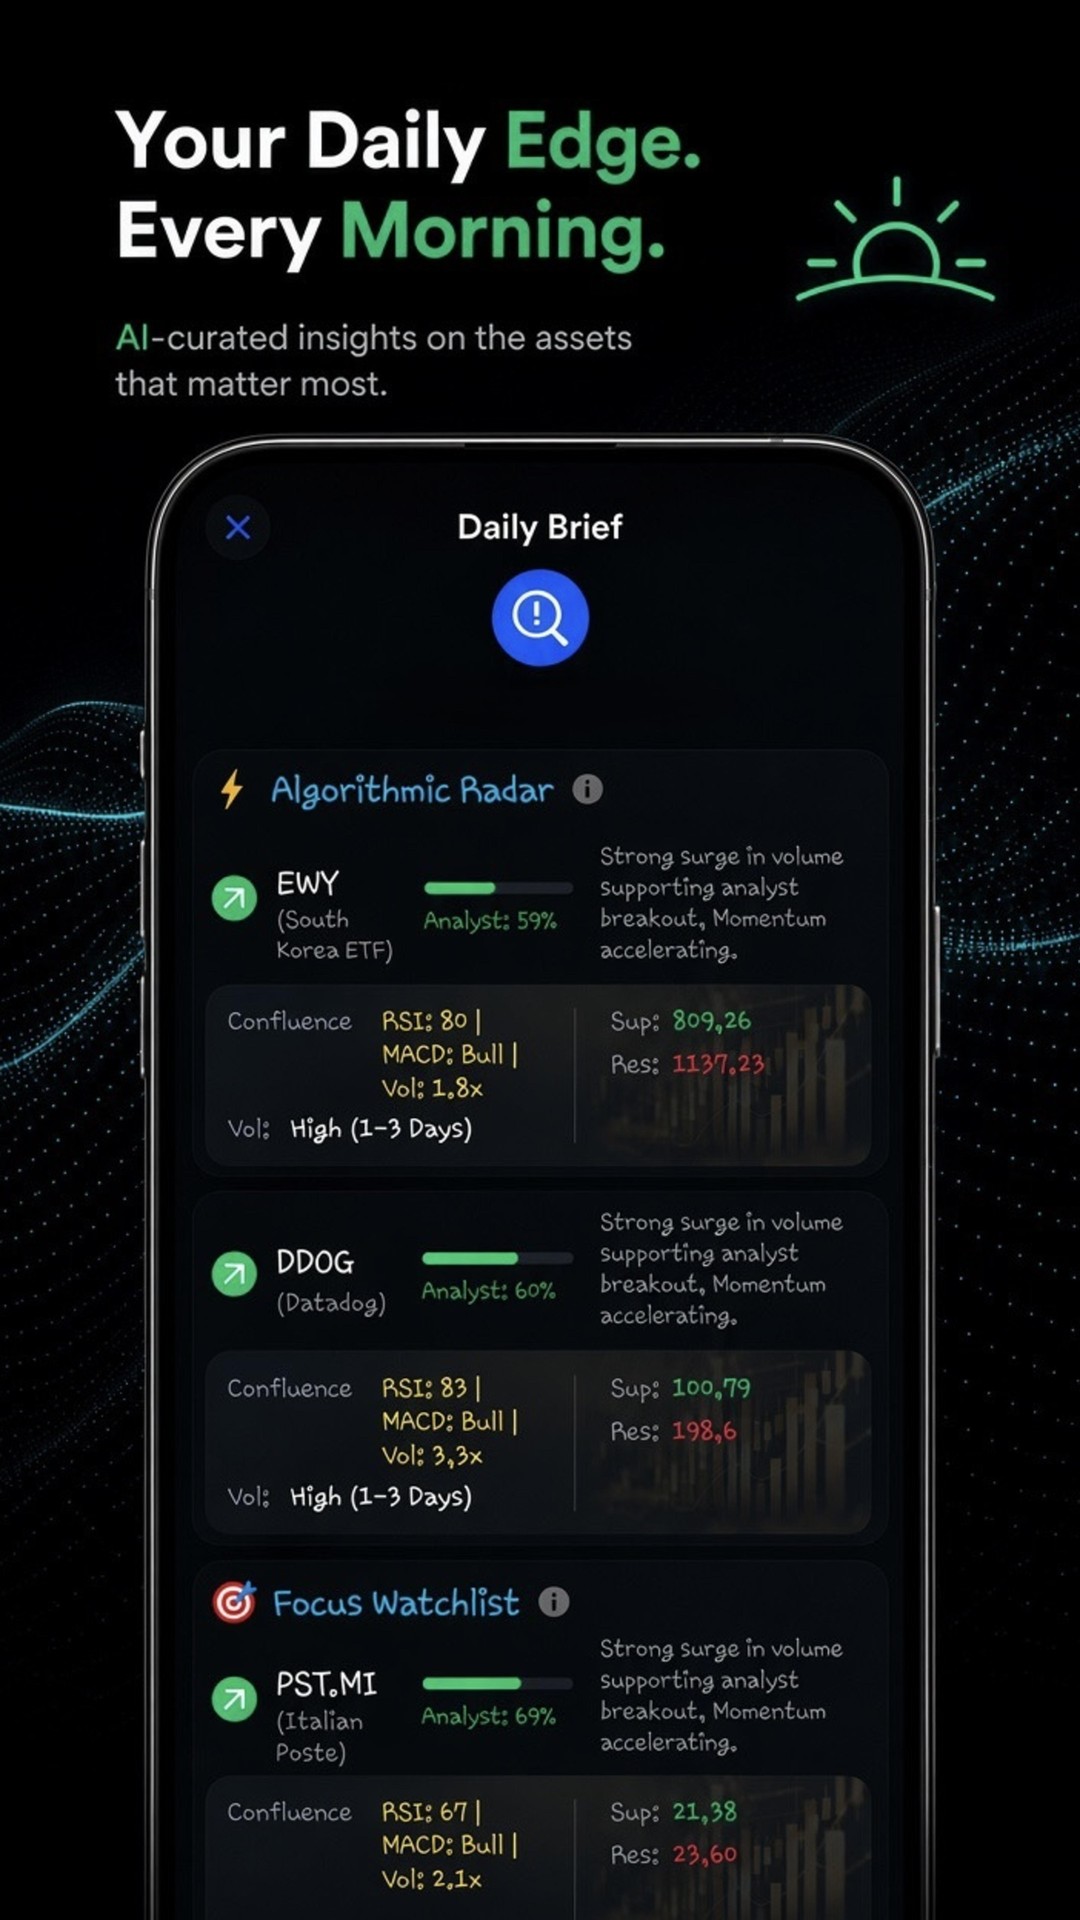 Your Daily Edge.
Every Morning.
AI-curated insights on the assets
that matter most.
Daily Brief
Algorithmic Radar
EWY
(South
Korea ETF)
Analyst: 59%
Strong surge in volume
supporting analyst
breakout, Momentum
accelerating.
Confluence
RSI: 80 |
MACD: Bull |
Vol: 1.8x
Vol: High (1-3 Days)
Sup: 809,26
Res: 1137.23
DDOG
(Datadog)
Analyst: 60%
Strong surge in volume
supporting analyst
breakout, Momentum
accelerating.
Confluence
RSI: 83 |
MACD: Bull |
Vol: 3,3x
Vol: High (1-3 Days)
Sup: 100,79
Res: 198,6
Focus Watchlist
PST.MI
(Italian
Poste)
Analyst: 69%
Strong surge in volume
supporting analyst
breakout, Momentum
accelerating.
Confluence
RSI: 67 |
MACD: Bull |
Vol: 2,1x
Sup: 21,38
Res: 23,60